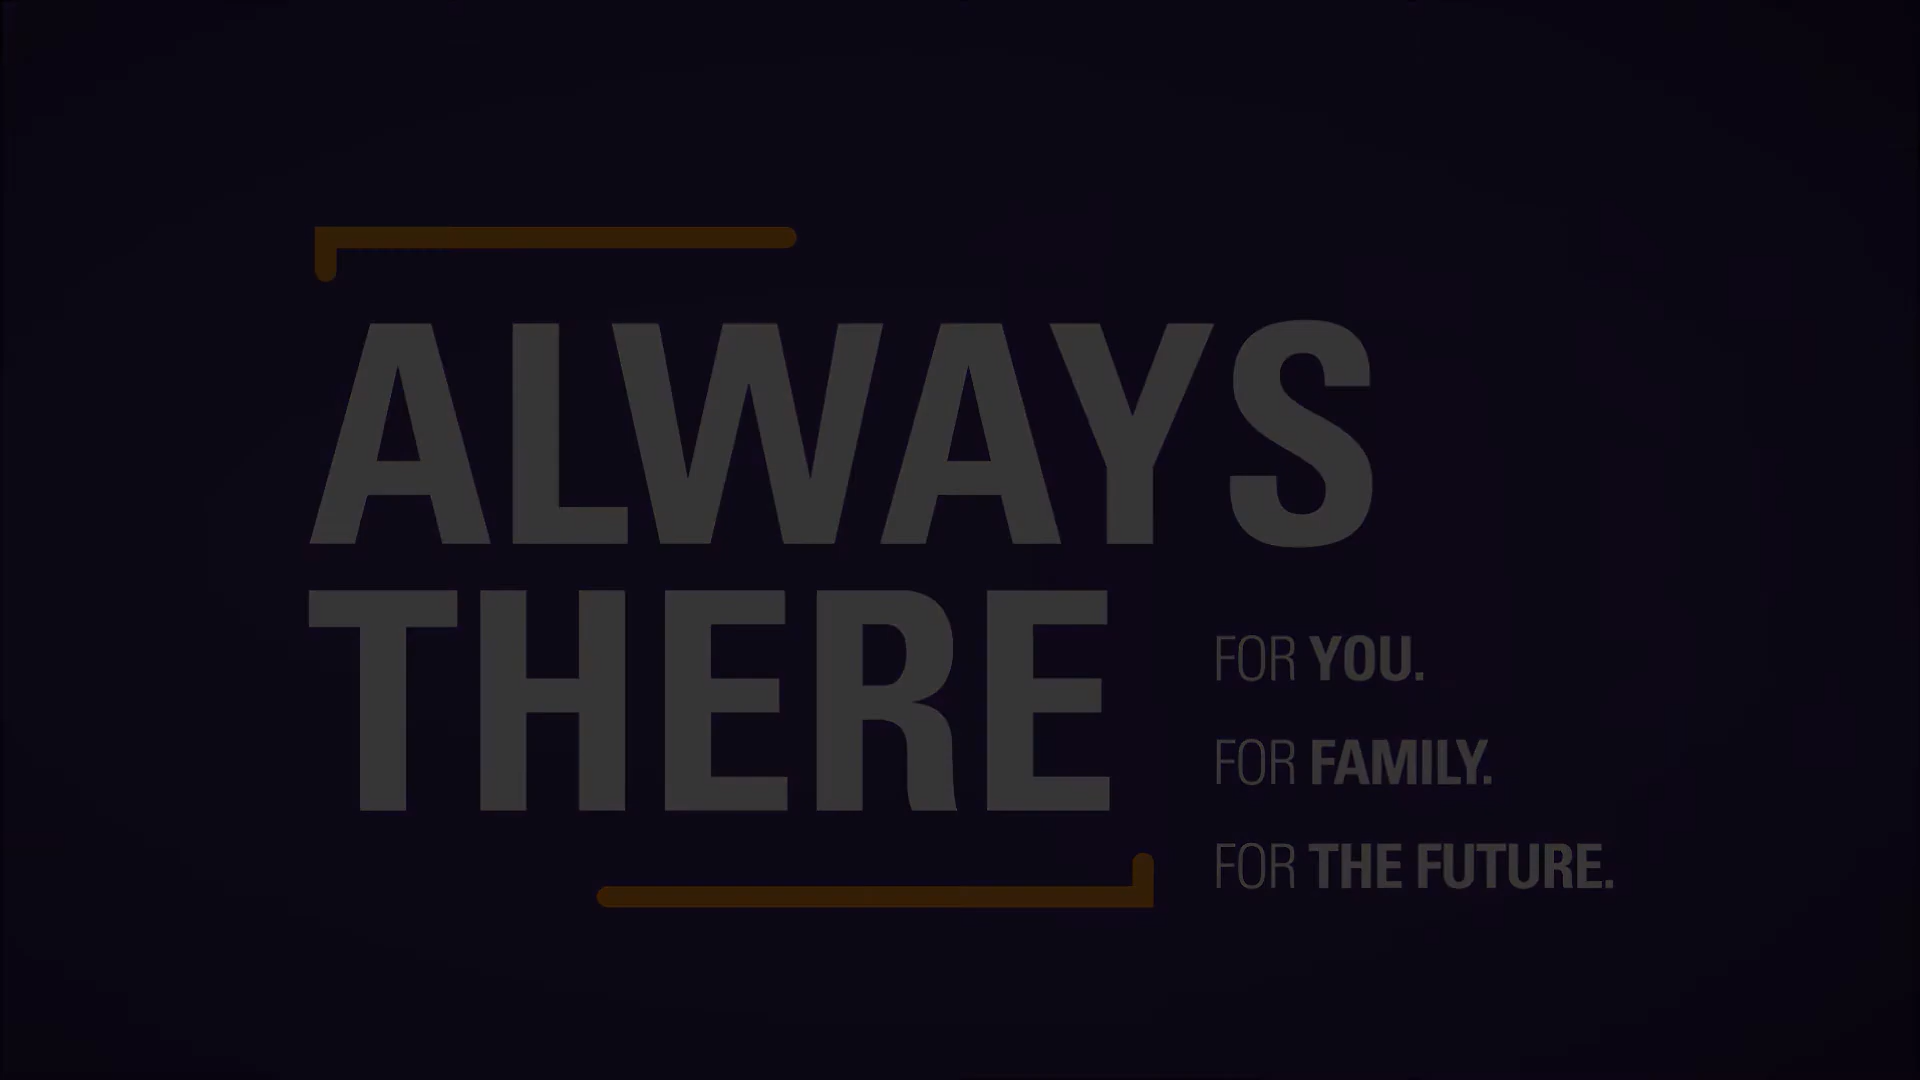 ALWAYS
THERE
FOR YOU.
FOR FAMILY.
FOR THE FUTURE.